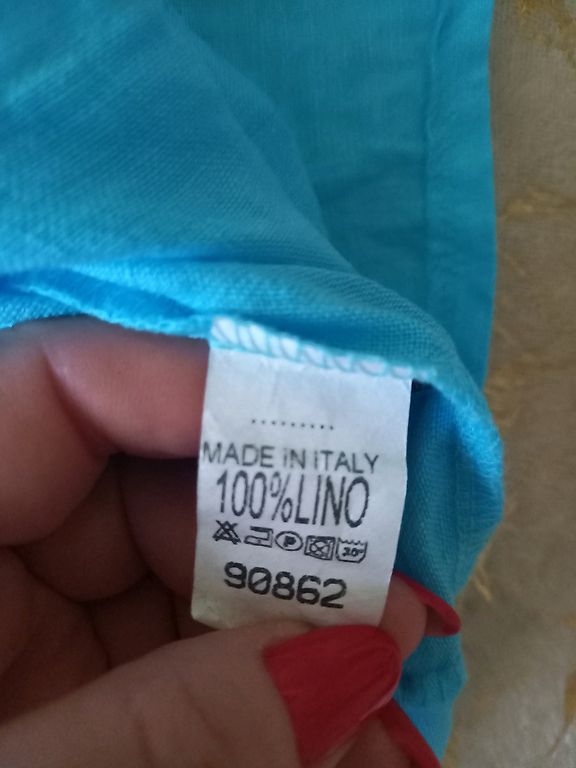 .........
MADE IN ITALY
100%LINO
P 30°
90862